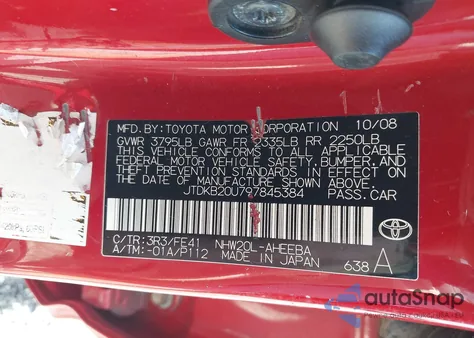 MFD. BY: TOYOTA MOTOR CORPORATION 10/08
GVWR 3795LB GAWR FR 2335LB RR 2250LB
THIS VEHICLE CONFORMS TO ALL APPLICABLE
FEDERAL MOTOR VEHICLE SAFETY, BUMPER, AND
THEFT PREVENTION STANDARDS IN EFFECT ON
THE DATE OF MANUFACTURE SHOWN ABOVE.
JTDKB20U797845384 PASS.CAR
C/TR: 3R3/FE41 NHW20L-AHEEBA
A/TM: -01A/P112 MADE IN JAPAN 638 A
TOYOTA
autoSnap